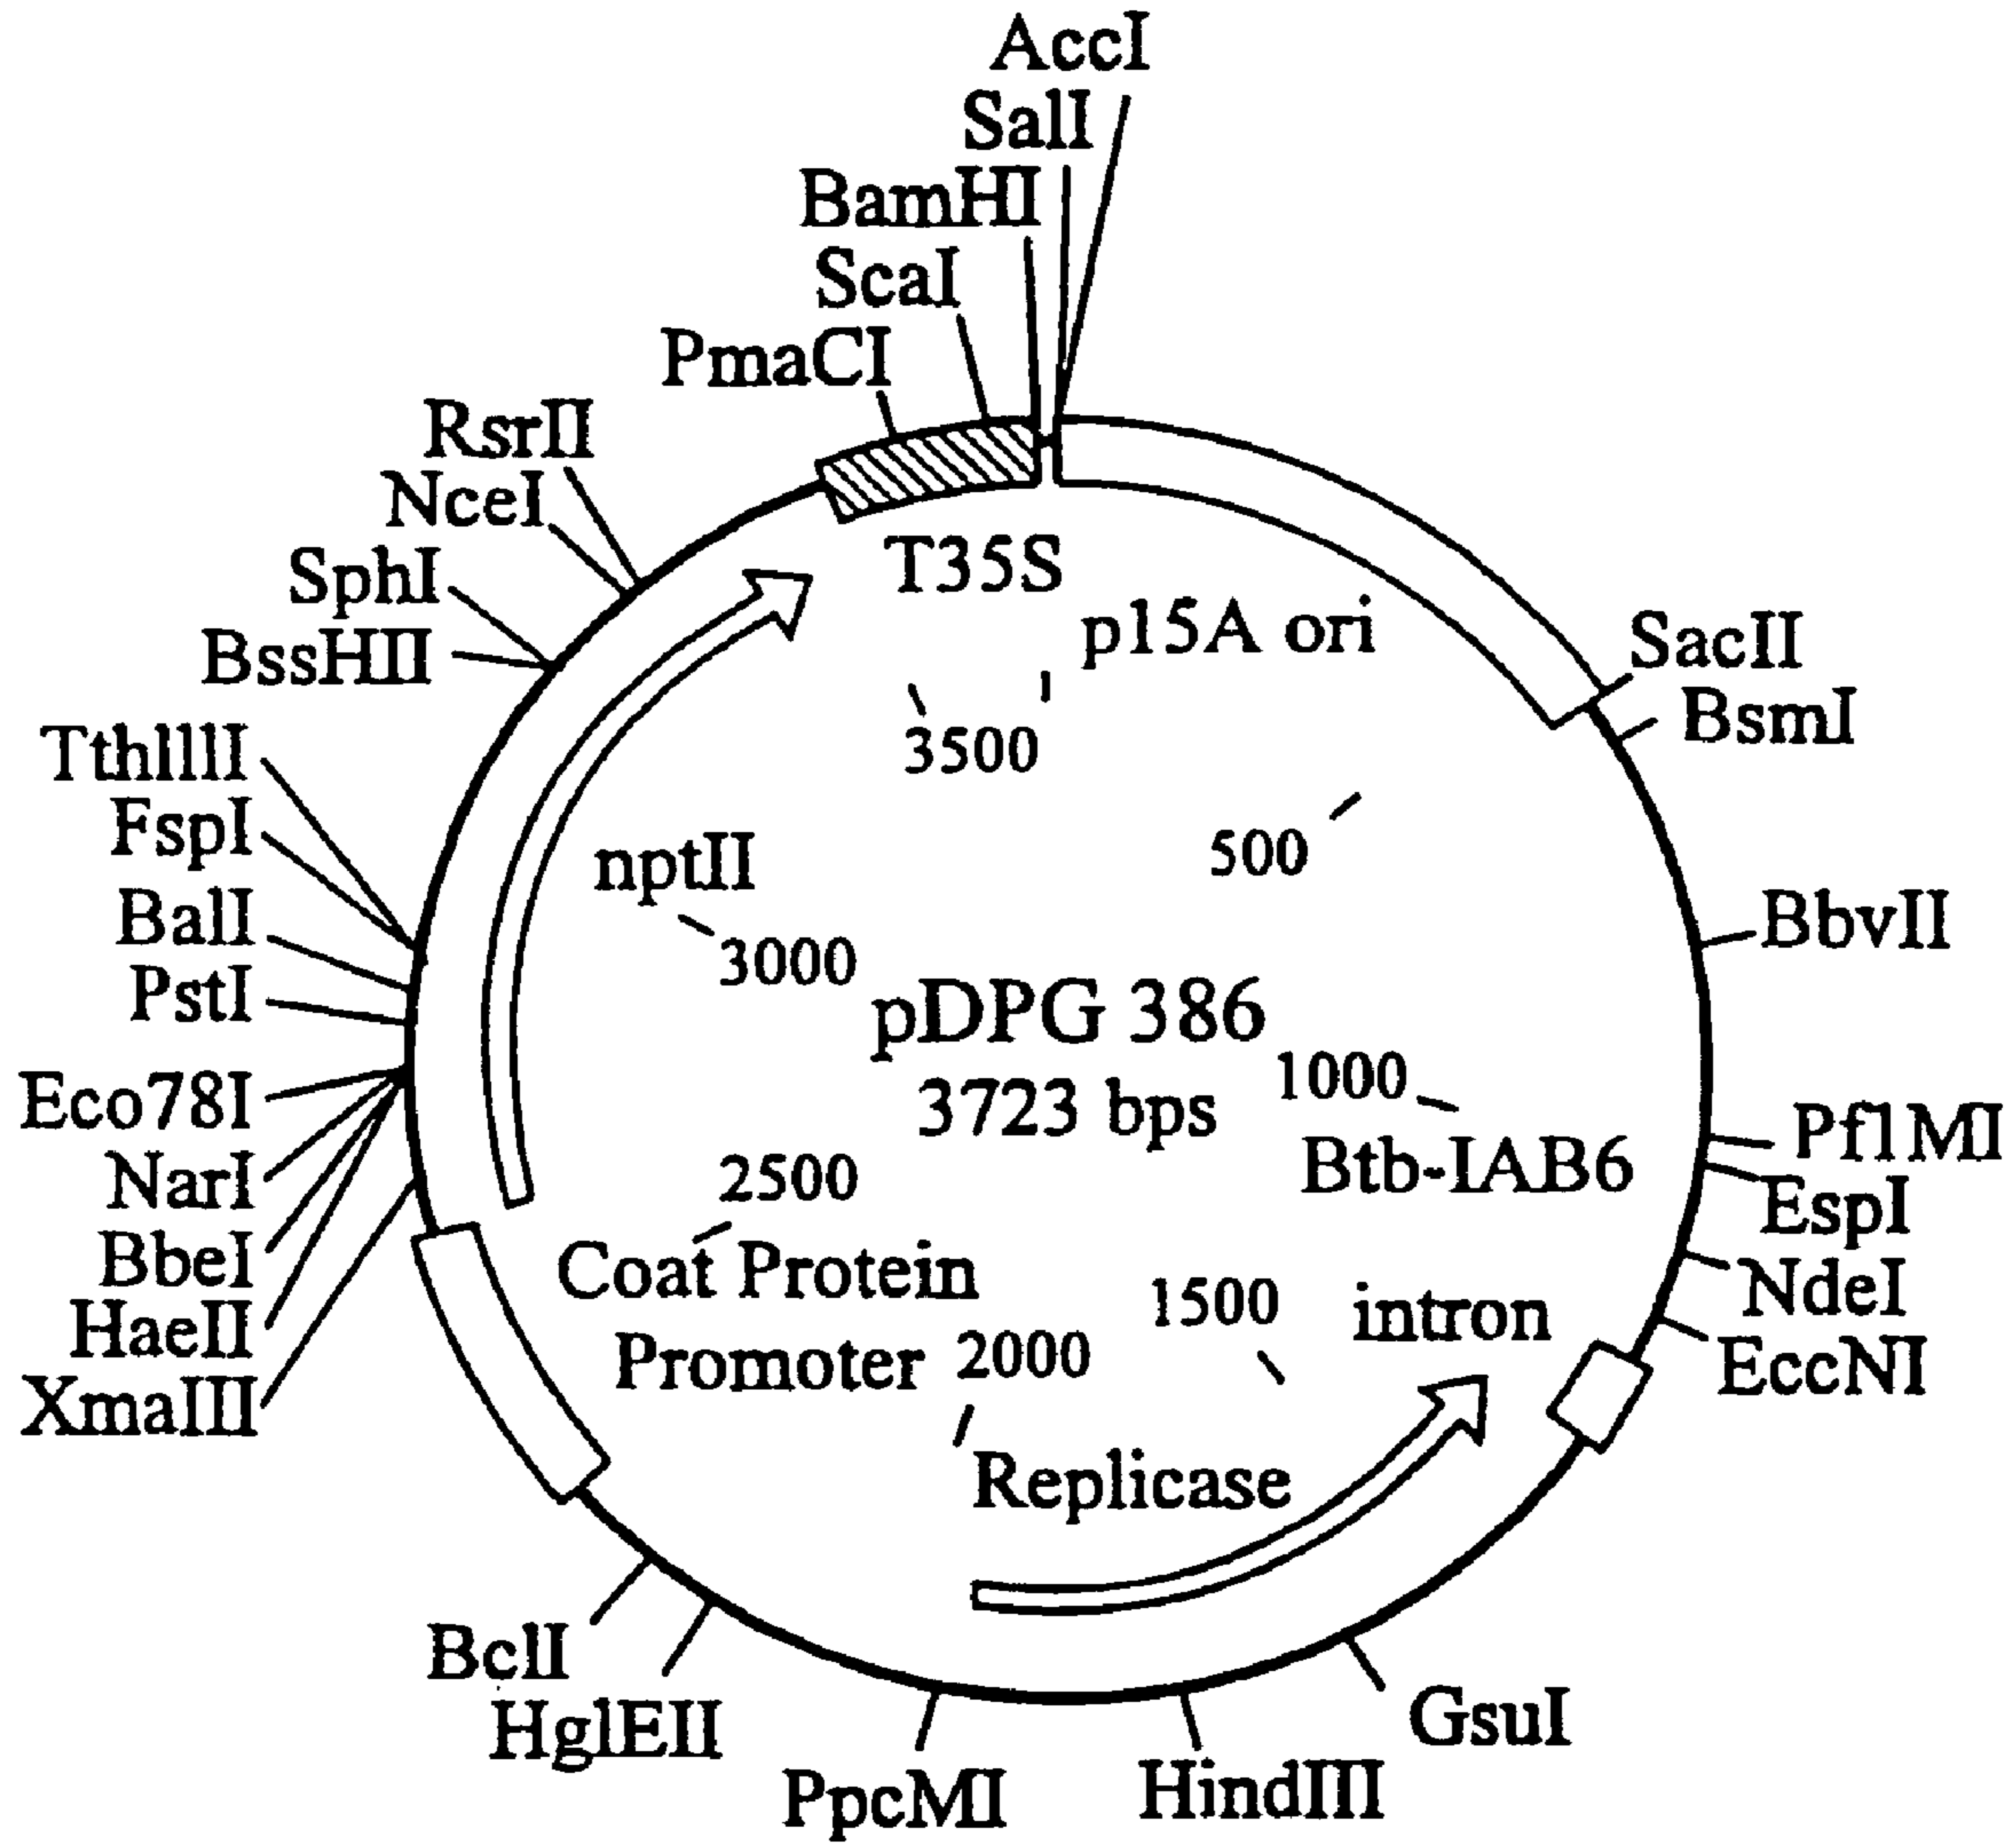 AccI
SalI
BamHI
ScaI
PmaCI
RsrII
NceI
SphI
BssHII
T35S
p15A ori
SacII
BsmI
TthlllI
3500
FspI
nptII
500
BalI
BbvII
PstI
3000
pDPG 386
Eco78I
3723 bps
1000
Pf1MI
NarI
2500
Btb-IAB6
EspI
BbeI
Coat Protein
1500
intron
NdeI
HaeII
Promoter
2000
EccNI
XmaIII
Replicase
BclI
HglEII
GsuI
PpcMI
HindIII